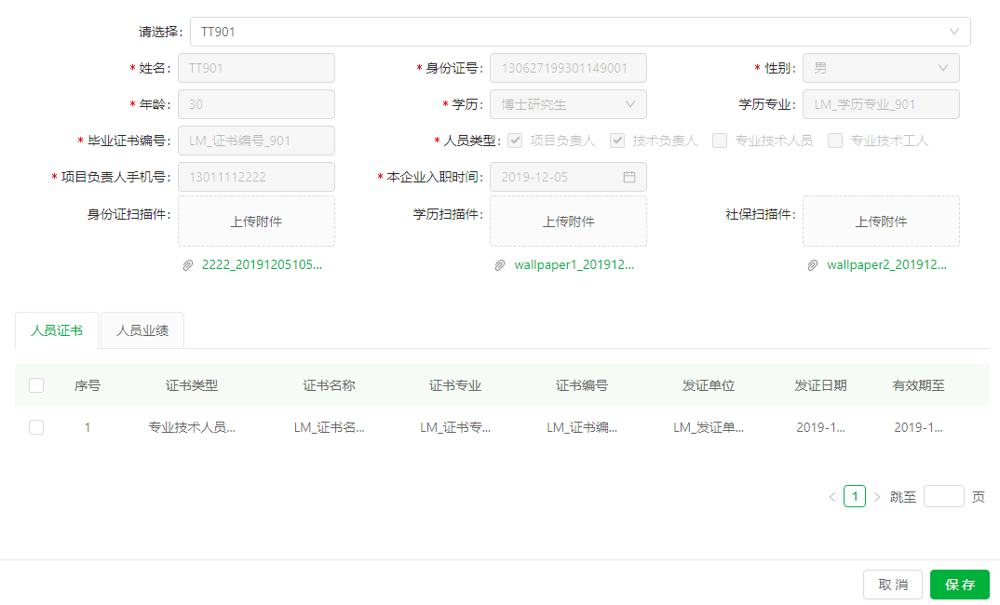 请选择: TT901
* 姓名: TT901 * 身份证号: 130627199301149001 * 性别: 男
* 年龄: 30 * 学历: 博士研究生 学历专业: LM_学历专业_901
* 毕业证书编号: LM_证书编号_901 * 人员类型: 项目负责人 技术负责人 专业技术人员 专业技术工人
* 项目负责人手机号: 13011112222 * 本企业入职时间: 2019-12-05
身份证扫描件: 上传附件 学历扫描件: 上传附件 社保扫描件: 上传附件
2222_20191205105... wallpaper1_201912... wallpaper2_201912...
人员证书 人员业绩
序号 证书类型 证书名称 证书专业 证书编号 发证单位 发证日期 有效期至
1 专业技术人员... LM_证书名... LM_证书专... LM_证书编... LM_发证单... 2019-1... 2019-1...
< 1 > 跳至 页
取 消 保 存